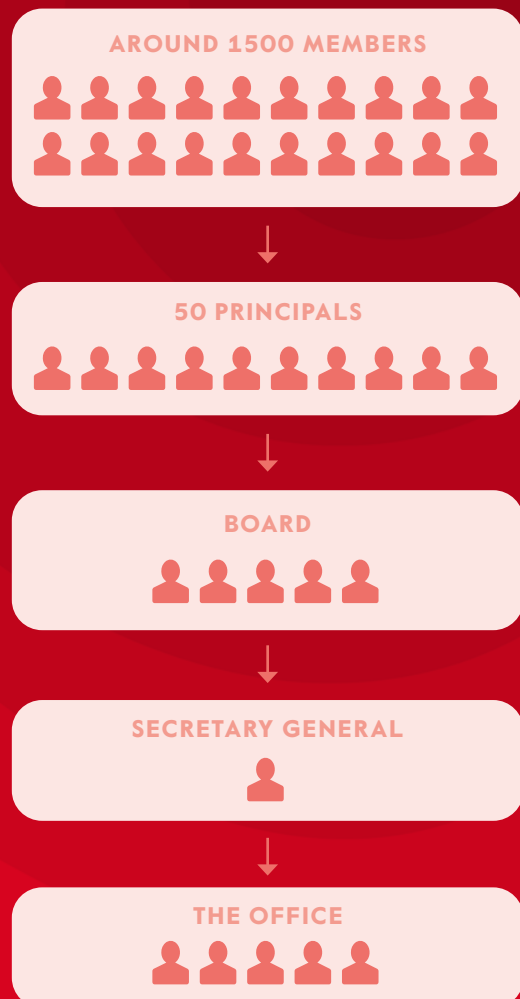 AROUND 1500 MEMBERS
50 PRINCIPALS
BOARD
SECRETARY GENERAL
THE OFFICE